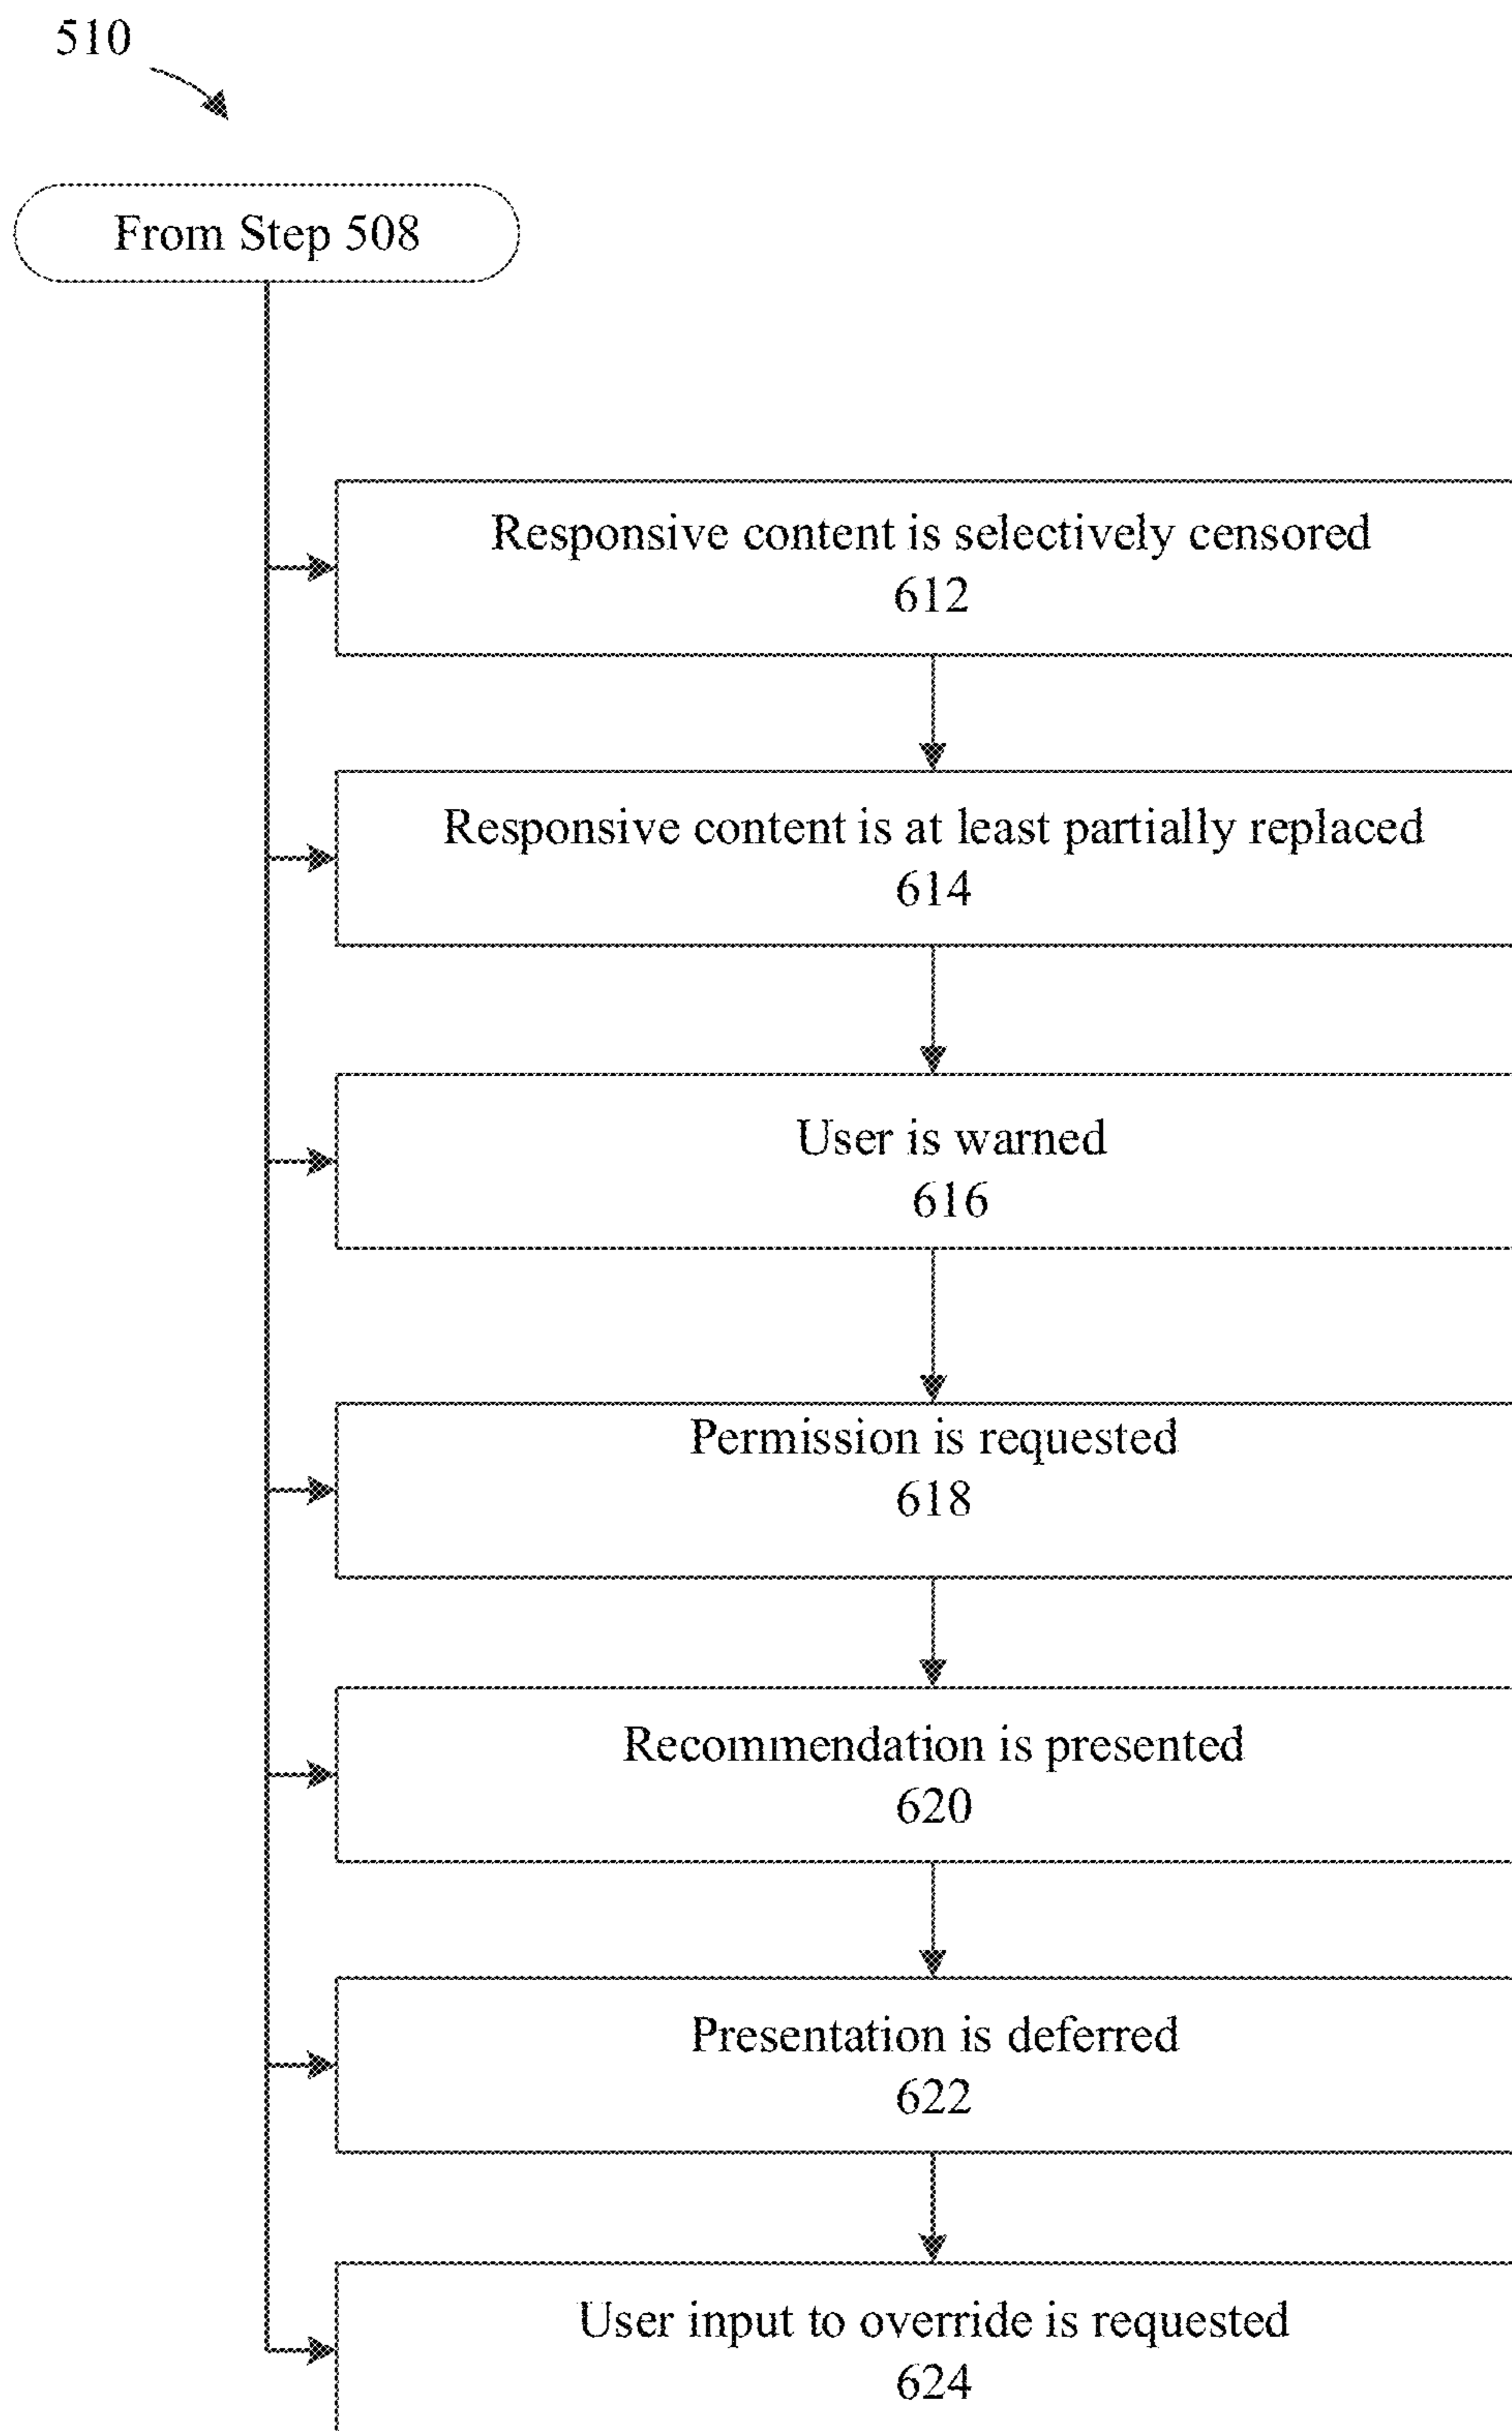 510
From Step 508
Responsive content is selectively censored
612
Responsive content is at least partially replaced
614
User is warned
616
Permission is requested
618
Recommendation is presented
620
Presentation is deferred
622
User input to override is requested
624